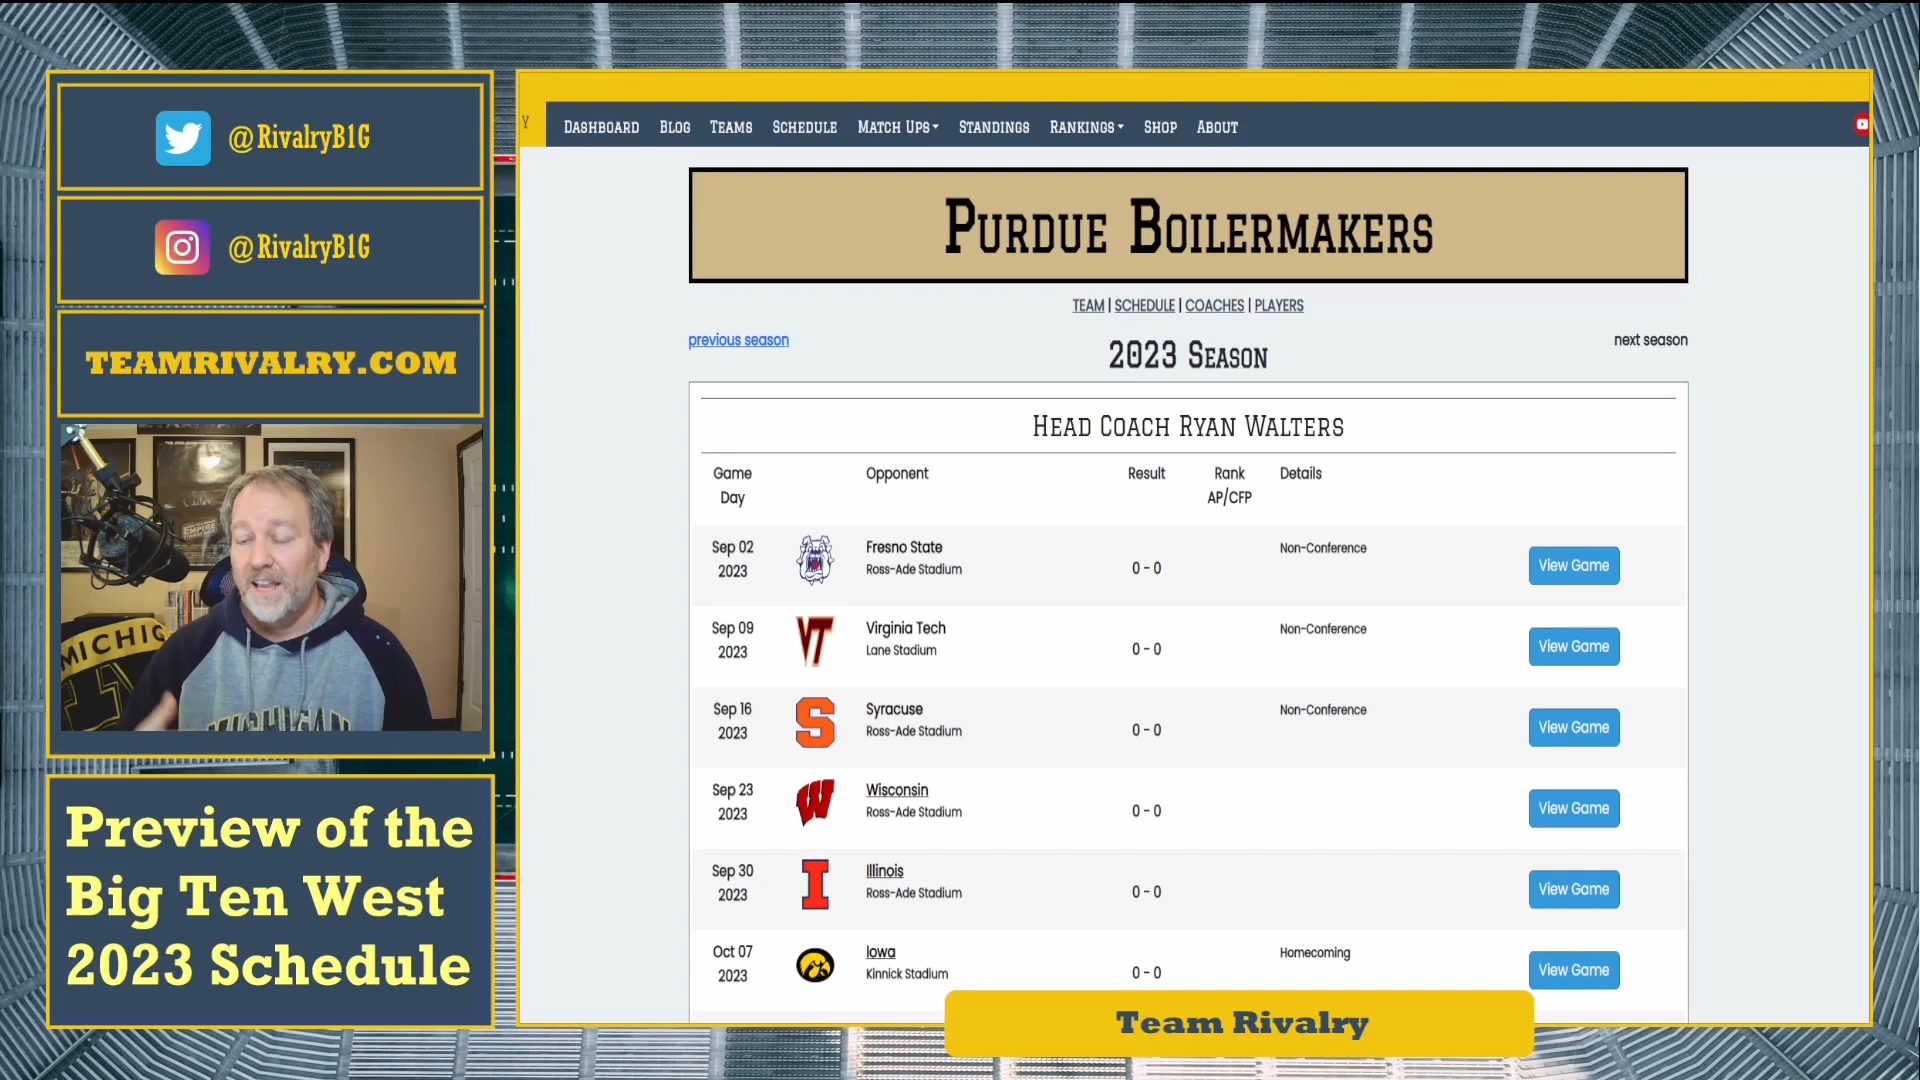 @RivalryB1G
@RivalryB1G
TEAMRIVALRY.COM
THE EMPIRE
MICHIG
MICHIGAN
Preview of the
Big Ten West
2023 Schedule
Y
Dashboard Blog Teams Schedule Match Ups Standings Rankings Shop About
Purdue Boilermakers
TEAM | SCHEDULE | COACHES | PLAYERS
previous season
2023 Season
next season
Head Coach Ryan Walters
Game Day Opponent Result Rank AP/CFP Details
Sep 02 2023 Fresno State Ross-Ade Stadium 0 - 0 Non-Conference View Game
VT
Sep 09 2023 Virginia Tech Lane Stadium 0 - 0 Non-Conference View Game
S
Sep 16 2023 Syracuse Ross-Ade Stadium 0 - 0 Non-Conference View Game
W
Sep 23 2023 Wisconsin Ross-Ade Stadium 0 - 0 View Game
I
Sep 30 2023 Illinois Ross-Ade Stadium 0 - 0 View Game
Oct 07 2023 Iowa Kinnick Stadium 0 - 0 Homecoming View Game
Team Rivalry